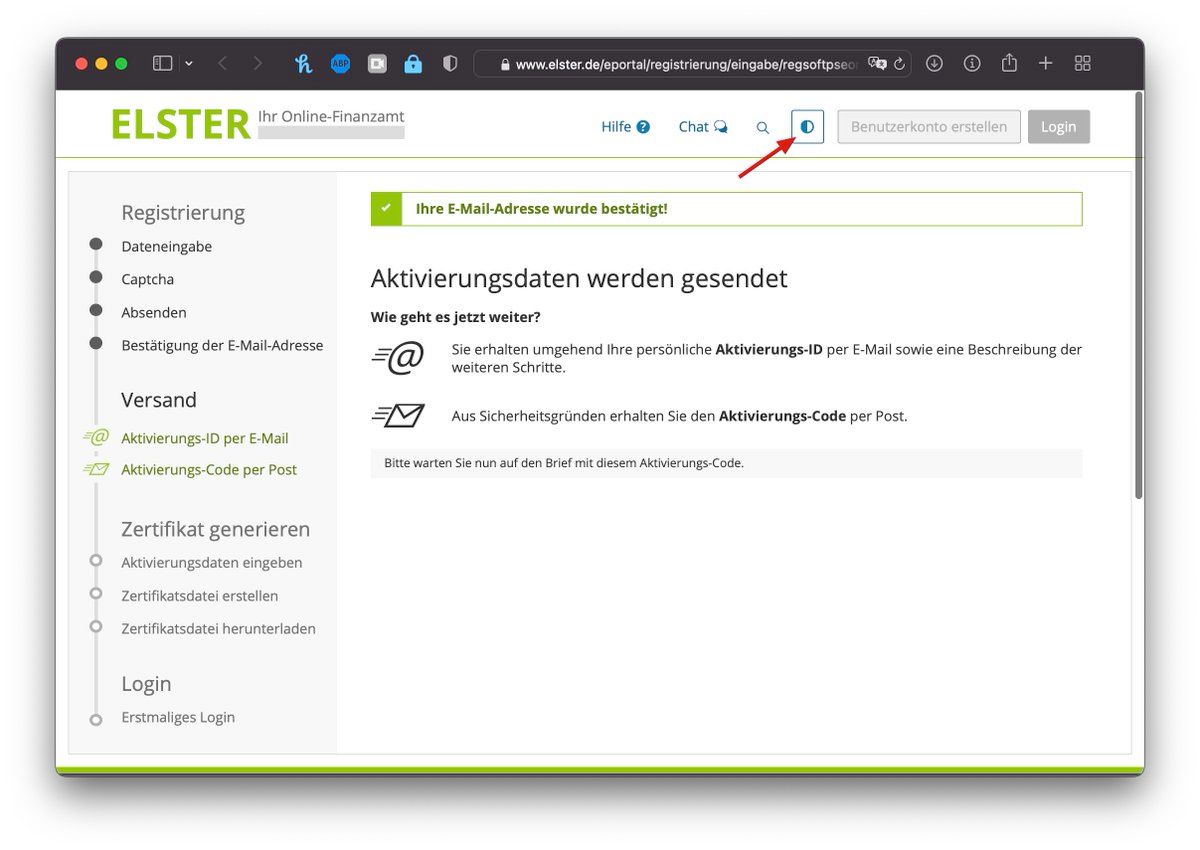 ABP
www.elster.de/eportal/registrierung/eingabe/regsoftpseor
ELSTER
Ihr Online-Finanzamt
Hilfe ?
Chat
Benutzerkonto erstellen
Login
Registrierung
Dateneingabe
Captcha
Absenden
Bestätigung der E-Mail-Adresse
Versand
@ Aktivierungs-ID per E-Mail
Aktivierungs-Code per Post
Zertifikat generieren
Aktivierungsdaten eingeben
Zertifikatsdatei erstellen
Zertifikatsdatei herunterladen
Login
Erstmaliges Login
Ihre E-Mail-Adresse wurde bestätigt!
Aktivierungsdaten werden gesendet
Wie geht es jetzt weiter?
@ Sie erhalten umgehend Ihre persönliche Aktivierungs-ID per E-Mail sowie eine Beschreibung der
weiteren Schritte.
Aus Sicherheitsgründen erhalten Sie den Aktivierungs-Code per Post.
Bitte warten Sie nun auf den Brief mit diesem Aktivierungs-Code.